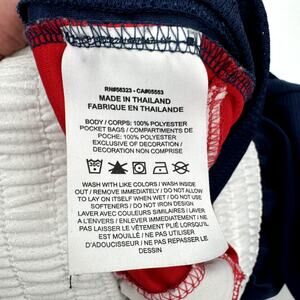 RN#56323 - CA#05553
MADE IN THAILAND
FABRIQUE EN THAILANDE
BODY / CORPS: 100% POLYESTER
POCKET BAGS / COMPARTIMENTS DE
POCHE: 100% POLYESTER
EXCLUSIVE OF DECORATION /
DECORATION NON COMPRISE
WASH WITH LIKE COLORS / WASH INSIDE
OUT / REMOVE IMMEDIATELY / DO NOT ALLOW
TO LAY ON ITSELF WHEN WET / DO NOT USE
SOFTENERS / DO NOT IRON DESIGN
LAVER AVEC COULEURS SIMILAIRES / LAVER
A L'ENVERS / RETIRER IMMEDIATEMENT / NE
PAS LAISSER LE VÊTEMENT PLIÉ LORSQU'IL
EST MOUILLÉ / NE PAS UTILISER
D'ADOUCISSEUR / NE PAS REPASSER LE
DESSIN